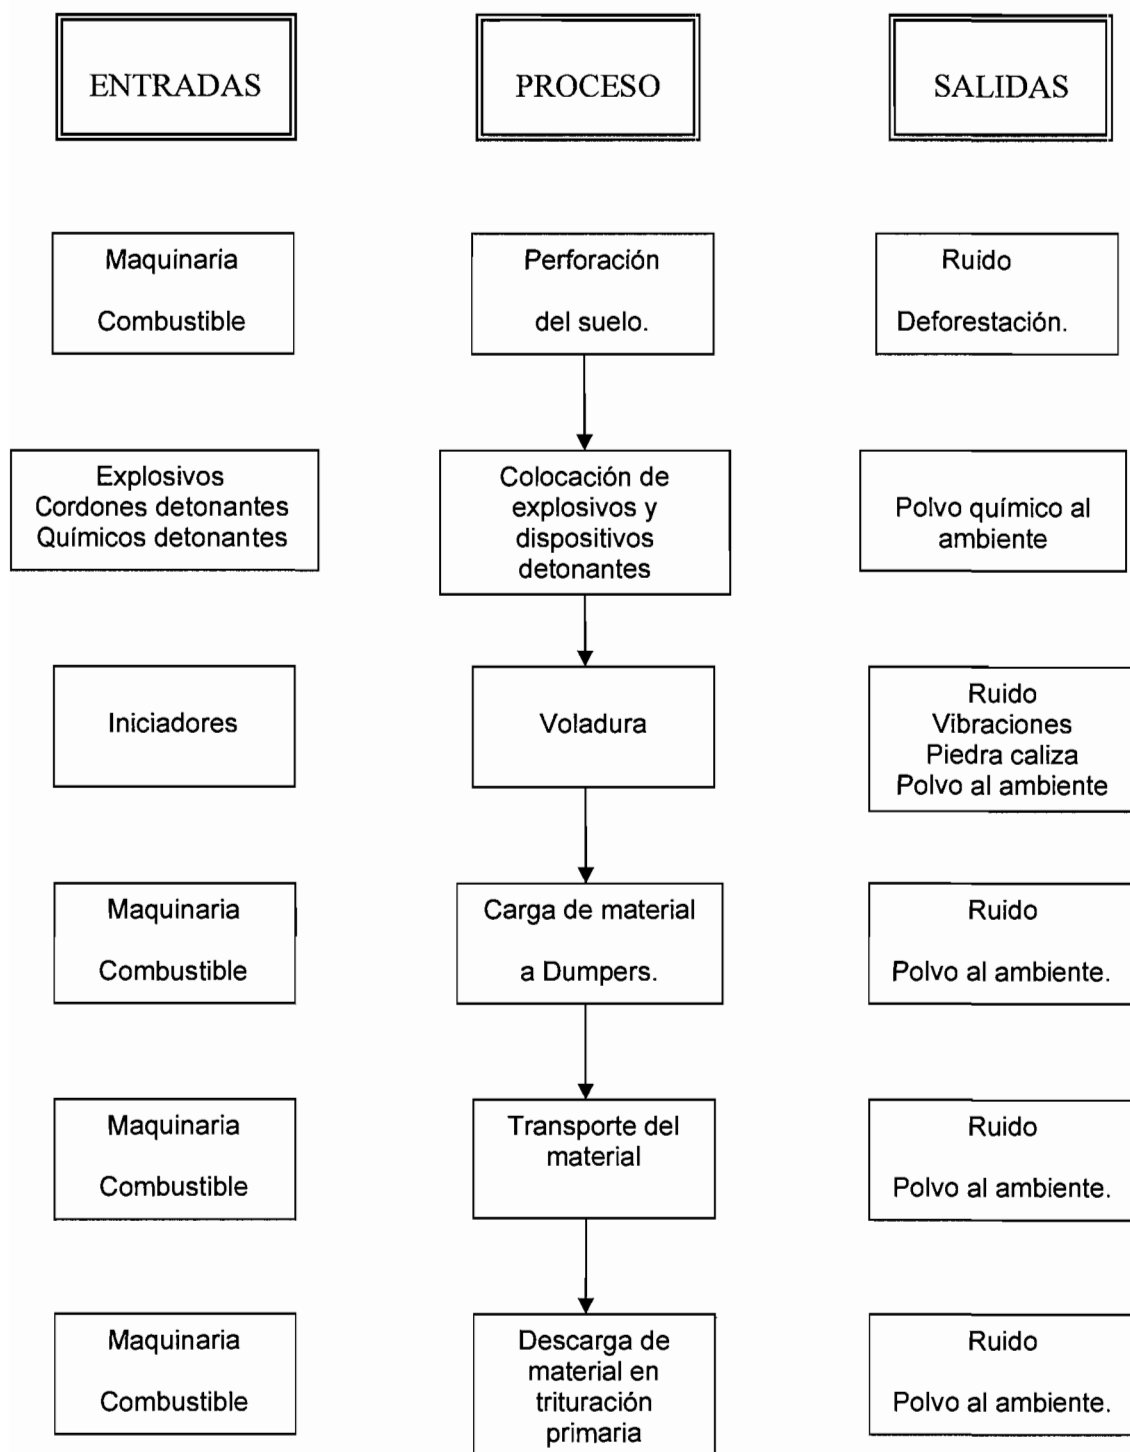 ENTRADAS
PROCESO
SALIDAS
Maquinaria
Combustible
Perforación
del suelo.
Ruido
Deforestación.
Explosivos
Cordones detonantes
Químicos detonantes
Colocación de
explosivos y
dispositivos
detonantes
Polvo químico al
ambiente
Iniciadores
Voladura
Ruido
Vibraciones
Piedra caliza
Polvo al ambiente
Maquinaria
Combustible
Carga de material
a Dumpers.
Ruido
Polvo al ambiente.
Maquinaria
Combustible
Transporte del
material
Ruido
Polvo al ambiente.
Maquinaria
Combustible
Descarga de
material en
trituración
primaria
Ruido
Polvo al ambiente.